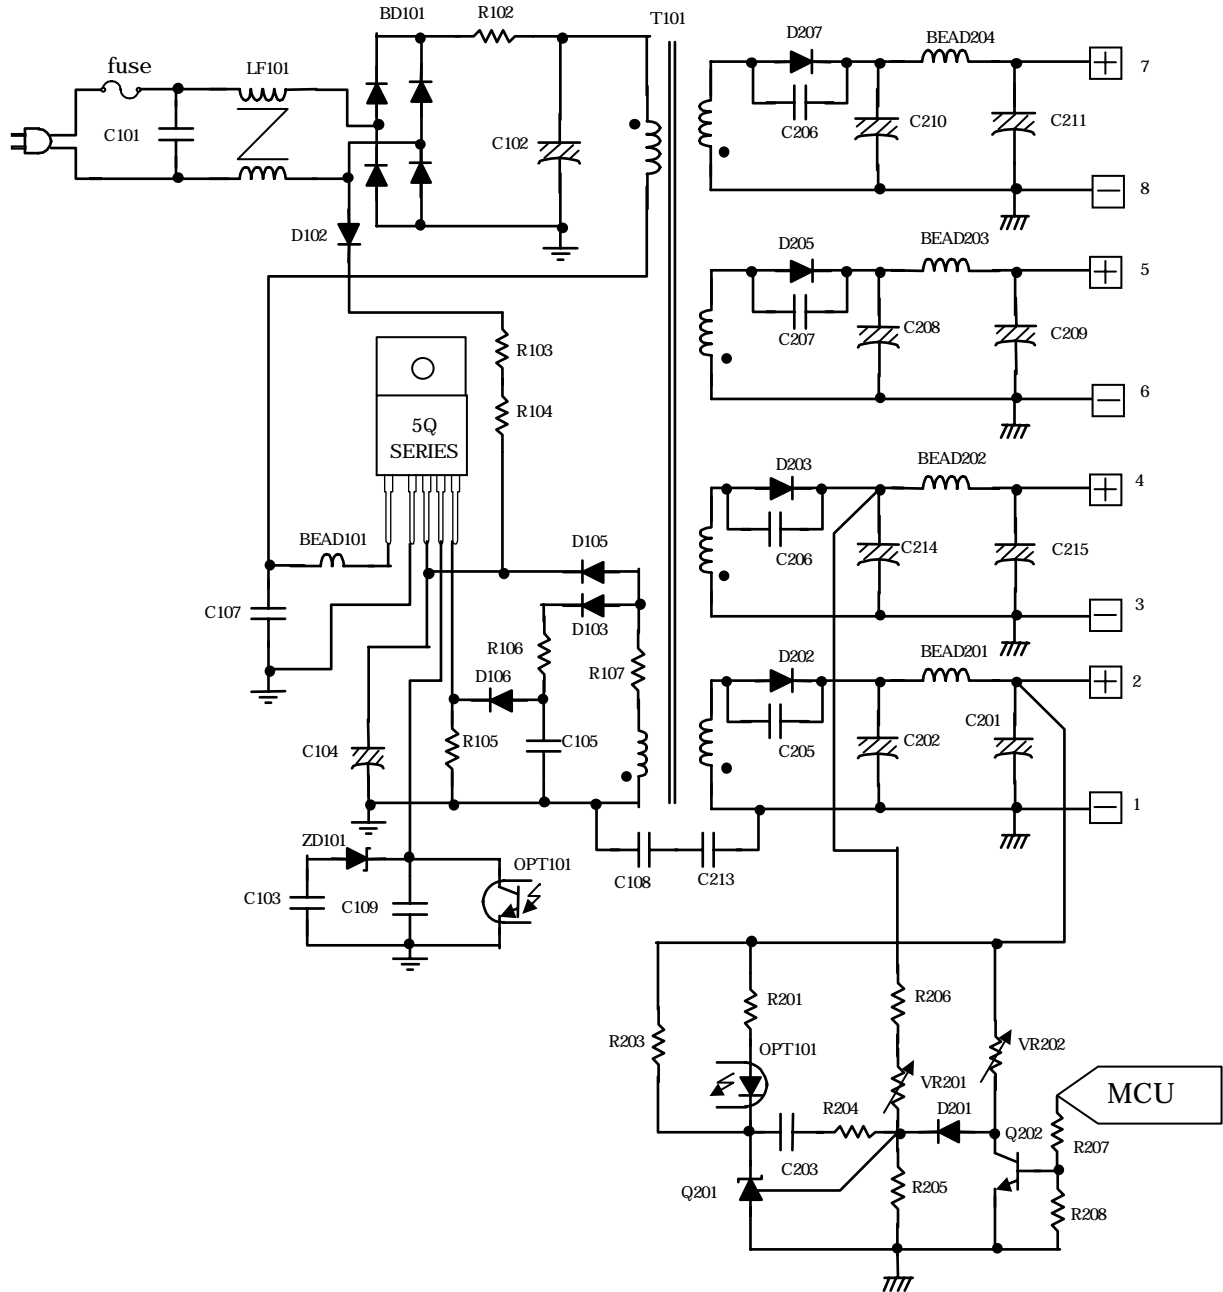 BD101
R102
T101
D207
BEAD204
7
fuse
LF101
C101
C102
C206
C210
C211
8
D102
D205
BEAD203
5
R103
C207
C208
C209
R104
6
5Q
SERIES
D203
BEAD202
4
BEAD101
D105
C206
C214
C215
C107
D103
3
R106
R107
D202
BEAD201
2
D106
C104
R105
C105
C205
C202
C201
1
ZD101
OPT101
C108
C213
C103
C109
R201
R206
R203
OPT101
VR202
VR201
MCU
R204
D201
Q202
R207
C203
Q201
R205
R208